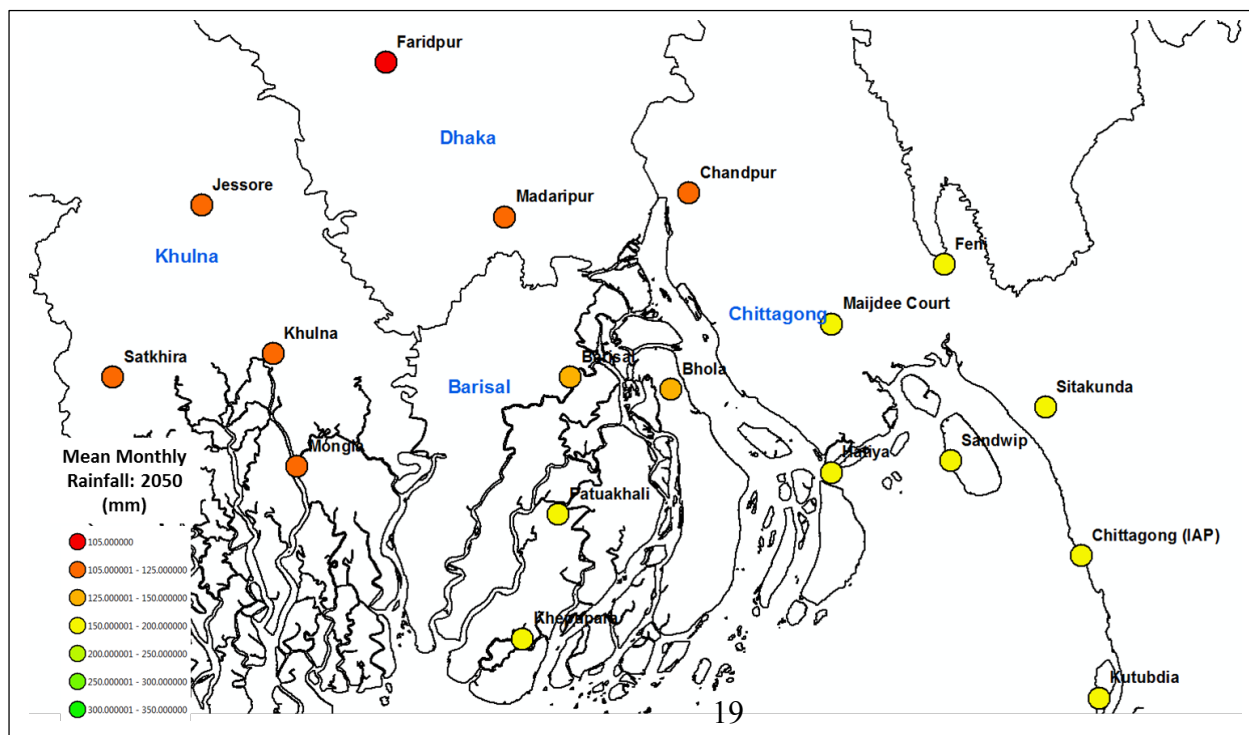 Faridpur
Dhaka
Jessore
Madaripur
Chandpur
Khulna
Feni
Chittagong
Maijdee Court
Khulna
Satkhira
Barisal
Barisal
Bhola
Sitakunda
Mongla
Hatiya
Sandwip
Patuakhali
Chittagong (IAP)
Khepupara
Kutubdia
Mean Monthly
Rainfall: 2050
(mm)
105.000000
105.000001 - 125.000000
125.000001 - 150.000000
150.000001 - 200.000000
200.000001 - 250.000000
250.000001 - 300.000000
300.000001 - 350.000000
19